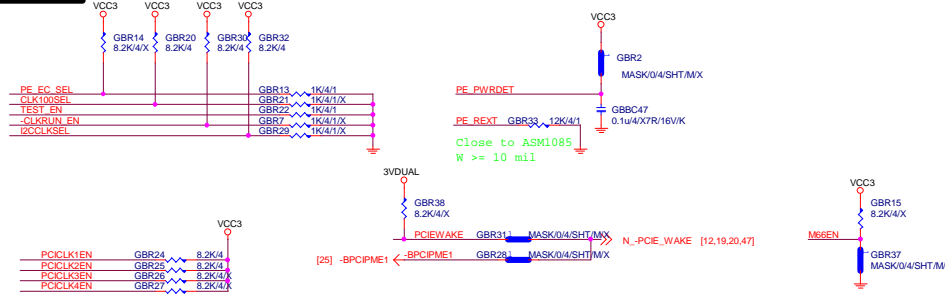 VCC3 VCC3 VCC3 VCC3
GBR14 8.2K/4/X
GBR20 8.2K/4
GBR30 8.2K/4
GBR32 8.2K/4
PE_EC_SEL GBR13 1K/4/1
CLK100SEL GBR21 1K/4/1/X
TEST_EN GBR22 1K/4/1
-CLKRUN_EN GBR7 1K/4/1/X
I2CCLKSEL GBR29 1K/4/1/X
VCC3
GBR2
MASK/0/4/SHT/M/X
PE_PWRDET
GBBC47
0.1u/4/X7R/16V/K
PE_REXT GBR33 12K/4/1
Close to ASM1085
W >= 10 mil
3VDUAL
GBR38
8.2K/4/X
PCIEWAKE GBR31 1 MASK/0/4/SHT/M/X
N_-PCIE_WAKE [12,19,20,47]
[25] -BPCIPME1 -BPCIPME1 GBR28 1 MASK/0/4/SHT/M/X
VCC3
GBR15
8.2K/4/X
M66EN
GBR37
MASK/0/4/SHT/M/
VCC3
PCICLK1EN GBR24 8.2K/4
PCICLK2EN GBR25 8.2K/4
PCICLK3EN GBR26 8.2K/4/X
PCICLK4EN GBR27 8.2K/4/X